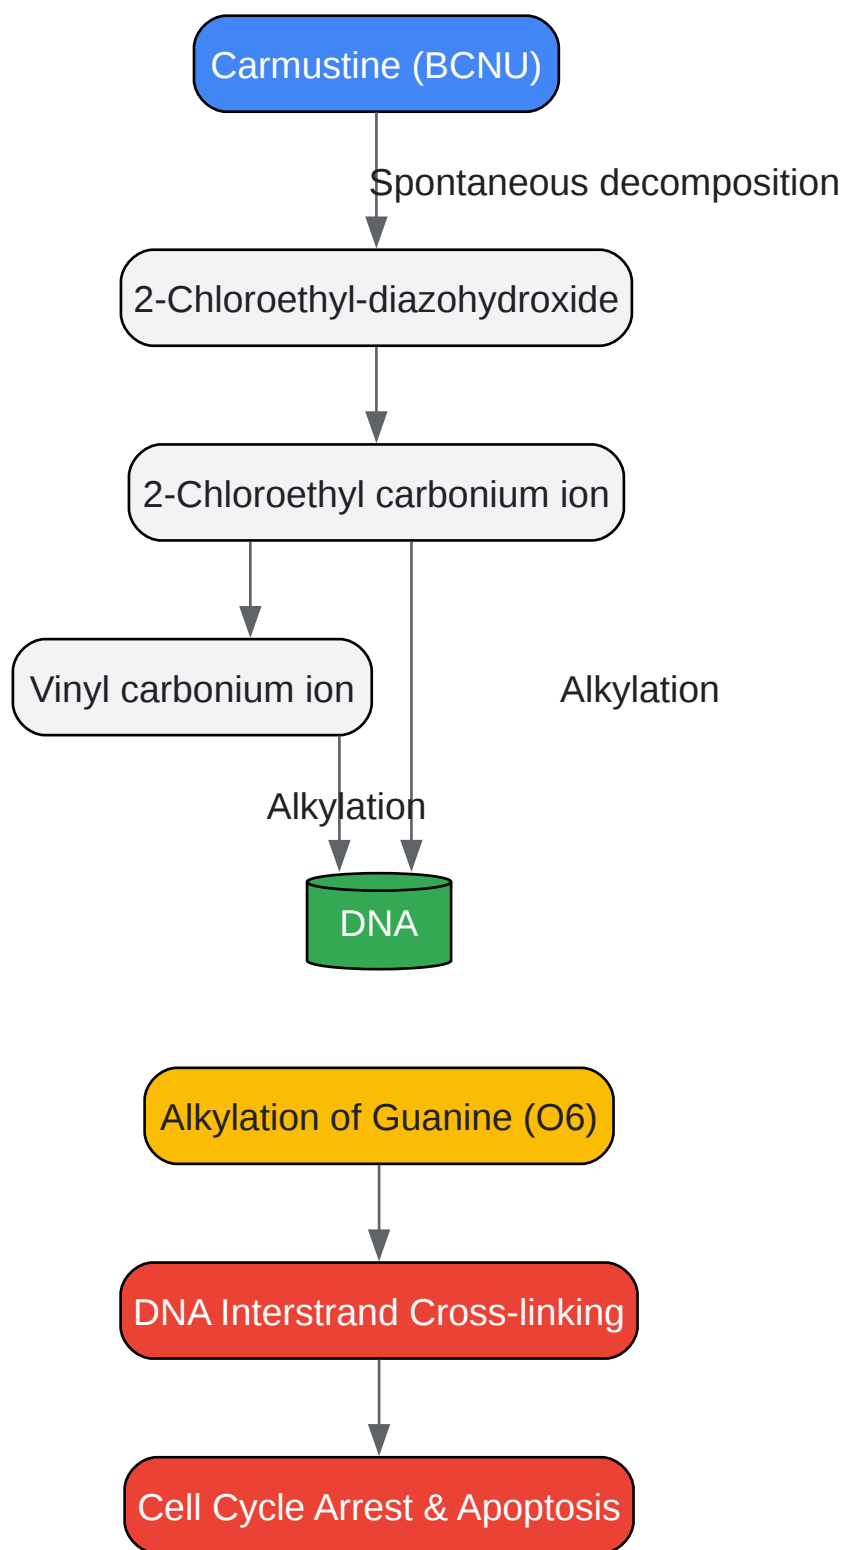 Carmustine (BCNU)
Spontaneous decomposition
2-Chloroethyl-diazohydroxide
2-Chloroethyl carbonium ion
Vinyl carbonium ion
Alkylation
Alkylation
DNA
Alkylation of Guanine (O6)
DNA Interstrand Cross-linking
Cell Cycle Arrest & Apoptosis